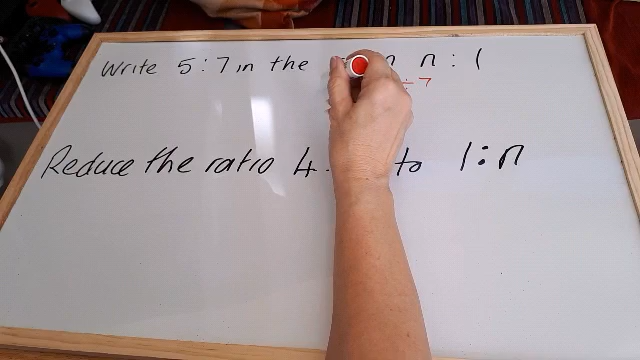 Write 5:7 in the n : 1
÷7
Reduce the ratio 4 to 1:n